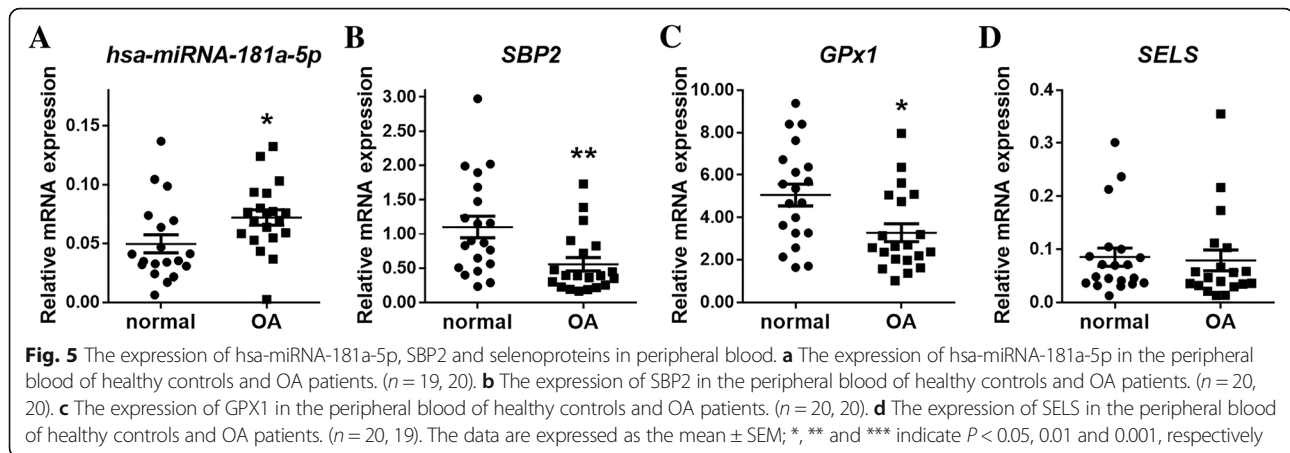 A hsa-miRNA-181a-5p
Relative mRNA expression
0.15
0.10
0.05
0.00
*
normal OA
B SBP2
Relative mRNA expression
3.00
2.50
2.00
1.50
1.00
0.50
0.00
**
normal OA
C GPx1
Relative mRNA expression
10.00
8.00
6.00
4.00
2.00
0.00
*
normal OA
D SELS
Relative mRNA expression
0.4
0.3
0.2
0.1
0.0
normal OA
Fig. 5 The expression of hsa-miRNA-181a-5p, SBP2 and selenoproteins in peripheral blood. a The expression of hsa-miRNA-181a-5p in the peripheral
blood of healthy controls and OA patients. (n = 19, 20). b The expression of SBP2 in the peripheral blood of healthy controls and OA patients. (n = 20,
20). c The expression of GPX1 in the peripheral blood of healthy controls and OA patients. (n = 20, 20). d The expression of SELS in the peripheral blood
of healthy controls and OA patients. (n = 20, 19). The data are expressed as the mean ± SEM; *, ** and *** indicate P < 0.05, 0.01 and 0.001, respectively